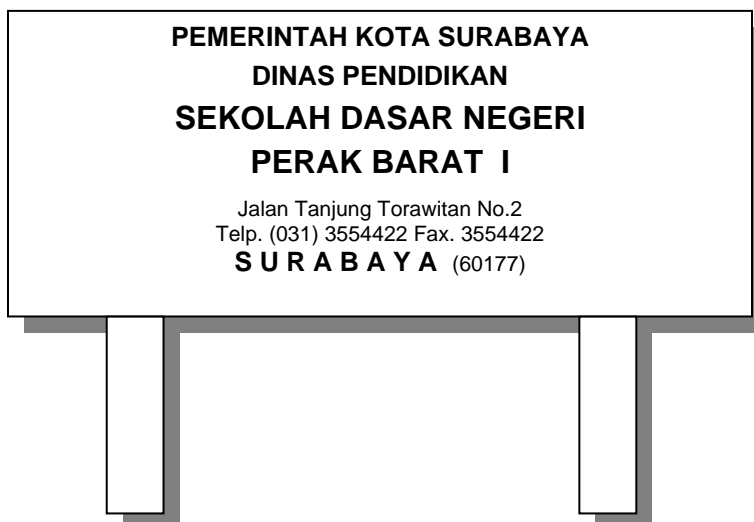 PEMERINTAH KOTA SURABAYA
DINAS PENDIDIKAN
SEKOLAH DASAR NEGERI
PERAK BARAT I
Jalan Tanjung Torawitan No.2
Telp. (031) 3554422 Fax. 3554422
S U R A B A Y A (60177)